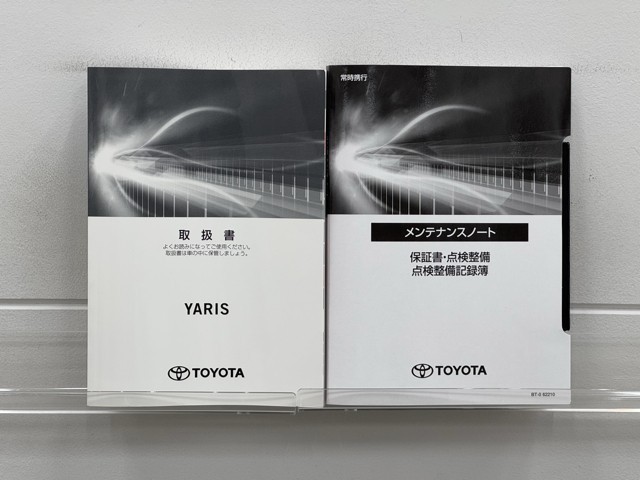 取扱書
よくお読みになってご使用ください。
取扱書は車の中に保管しましょう。
YARIS
TOYOTA
常時携行
メンテナンスノート
保証書・点検整備
点検整備記録簿
TOYOTA